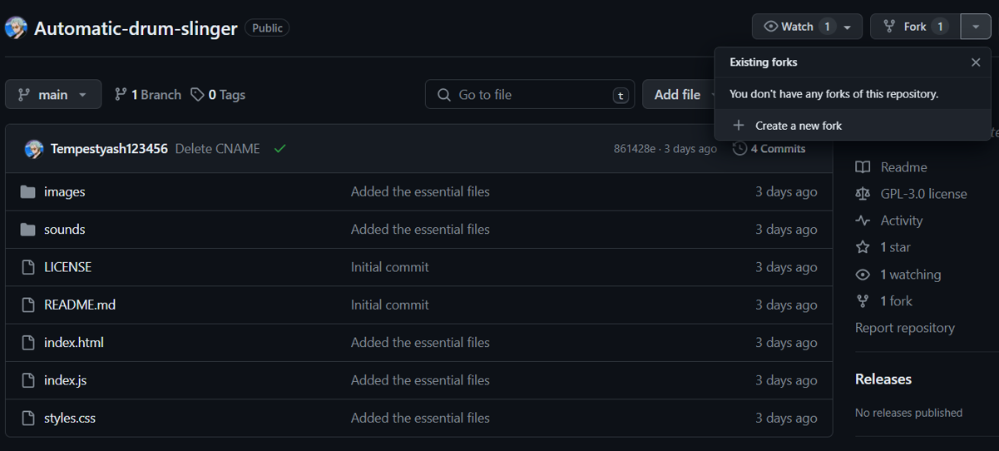 Automatic-drum-slinger Public Watch 1 Fork 1
Existing forks
You don't have any forks of this repository.
Create a new fork
main 1 Branch 0 Tags Go to file t Add file
Tempestyash123456 Delete CNAME 861428e · 3 days ago 4 Commits
images Added the essential files 3 days ago
sounds Added the essential files 3 days ago
LICENSE Initial commit 3 days ago
README.md Initial commit 3 days ago
index.html Added the essential files 3 days ago
index.js Added the essential files 3 days ago
styles.css Added the essential files 3 days ago
Readme
GPL-3.0 license
Activity
1 star
1 watching
1 fork
Report repository
Releases
No releases published